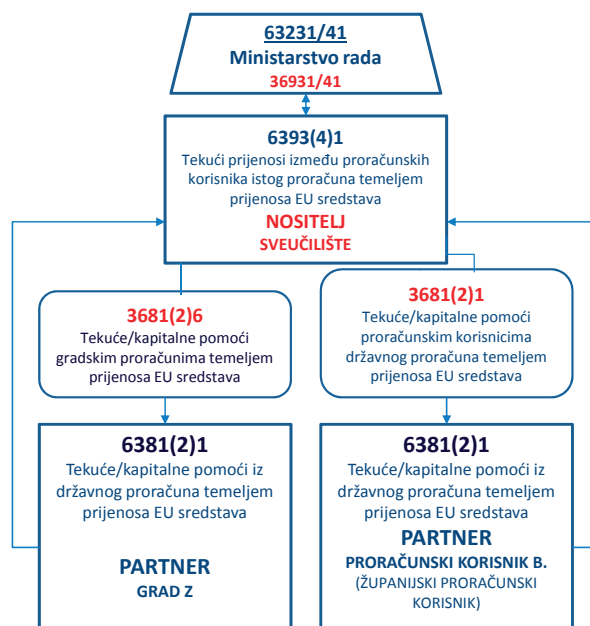 63231/41
Ministarstvo rada
36931/41
6393(4)1
Tekući prijenosi između proračunskih
korisnika istog proračuna temeljem
prijenosa EU sredstava
NOSITELJ
SVEUČILIŠTE
3681(2)6
Tekuće/kapitalne pomoći
gradskim proračunima temeljem
prijenosa EU sredstava
3681(2)1
Tekuće/kapitalne pomoći
proračunskim korisnicima
državnog proračuna temeljem
prijenosa EU sredstava
6381(2)1
Tekuće/kapitalne pomoći iz
državnog proračuna temeljem
prijenosa EU sredstava
PARTNER
GRAD Z
6381(2)1
Tekuće/kapitalne pomoći iz
državnog proračuna temeljem
prijenosa EU sredstava
PARTNER
PRORAČUNSKI KORISNIK B.
(ŽUPANIJSKI PRORAČUNSKI
KORISNIK)